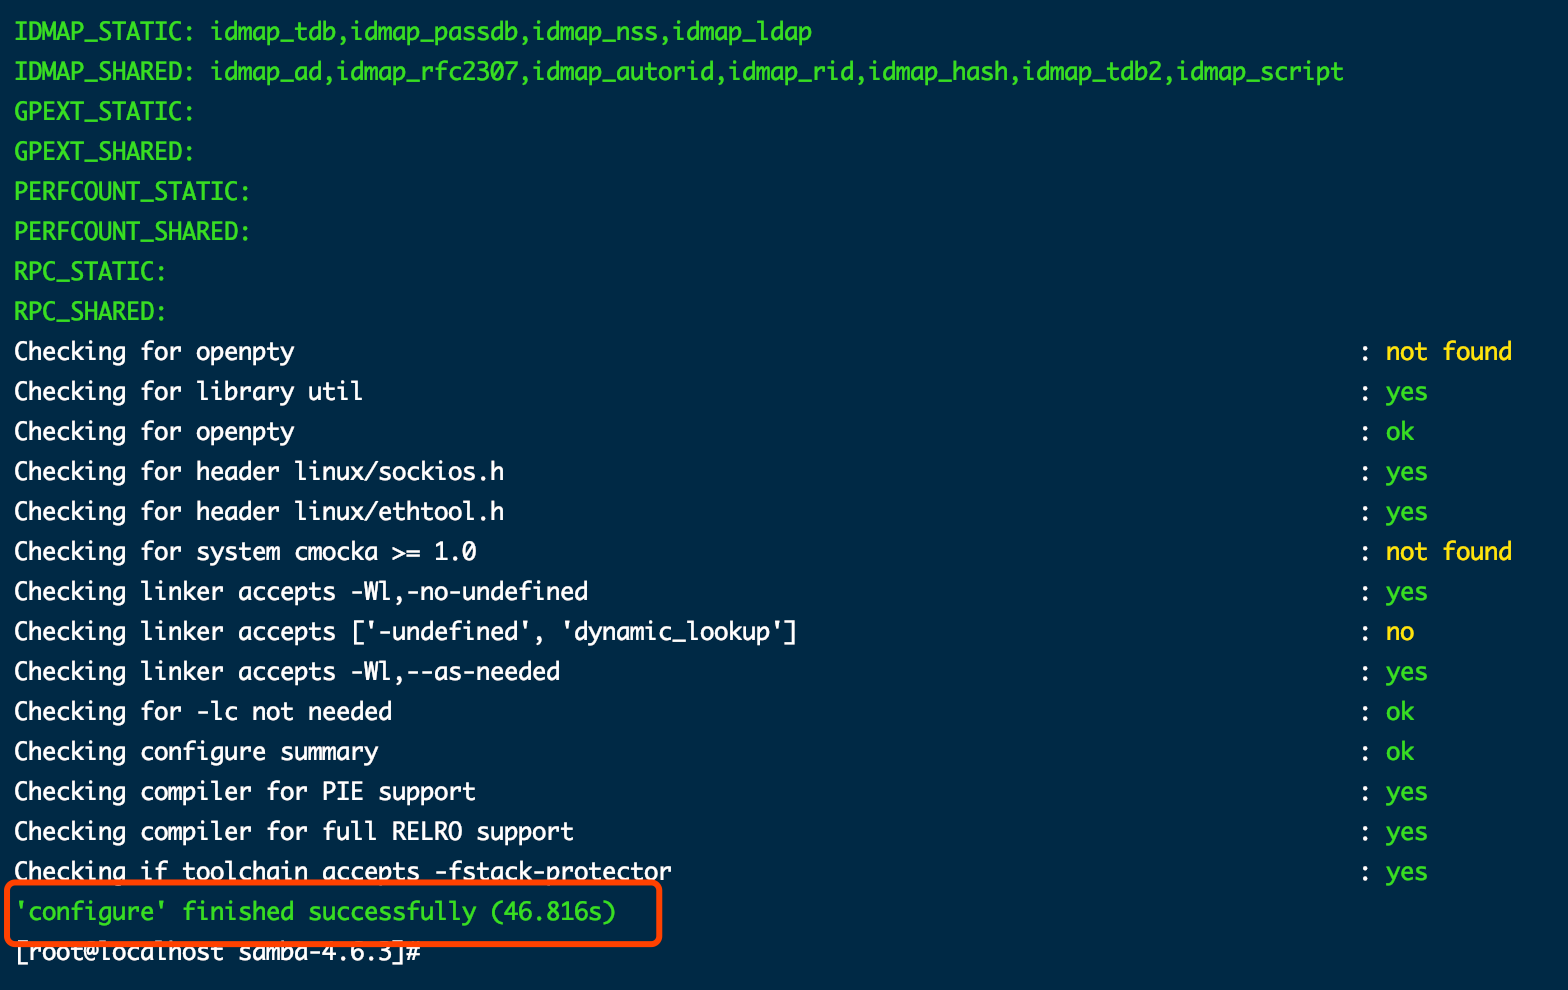 IDMAP_STATIC: idmap_tdb,idmap_passdb,idmap_nss,idmap_ldap
IDMAP_SHARED: idmap_ad,idmap_rfc2307,idmap_autorid,idmap_rid,idmap_hash,idmap_tdb2,idmap_script
GPEXT_STATIC:
GPEXT_SHARED:
PERFCOUNT_STATIC:
PERFCOUNT_SHARED:
RPC_STATIC:
RPC_SHARED:
Checking for openpty : not found
Checking for library util : yes
Checking for openpty : ok
Checking for header linux/sockios.h : yes
Checking for header linux/ethtool.h : yes
Checking for system cmocka >= 1.0 : not found
Checking linker accepts -Wl,-no-undefined : yes
Checking linker accepts ['-undefined', 'dynamic_lookup'] : no
Checking linker accepts -Wl,--as-needed : yes
Checking for -lc not needed : ok
Checking configure summary : ok
Checking compiler for PIE support : yes
Checking compiler for full RELRO support : yes
Checking if toolchain accepts -fstack-protector : yes
'configure' finished successfully (46.816s)
[root@localhost samba-4.6.3]#